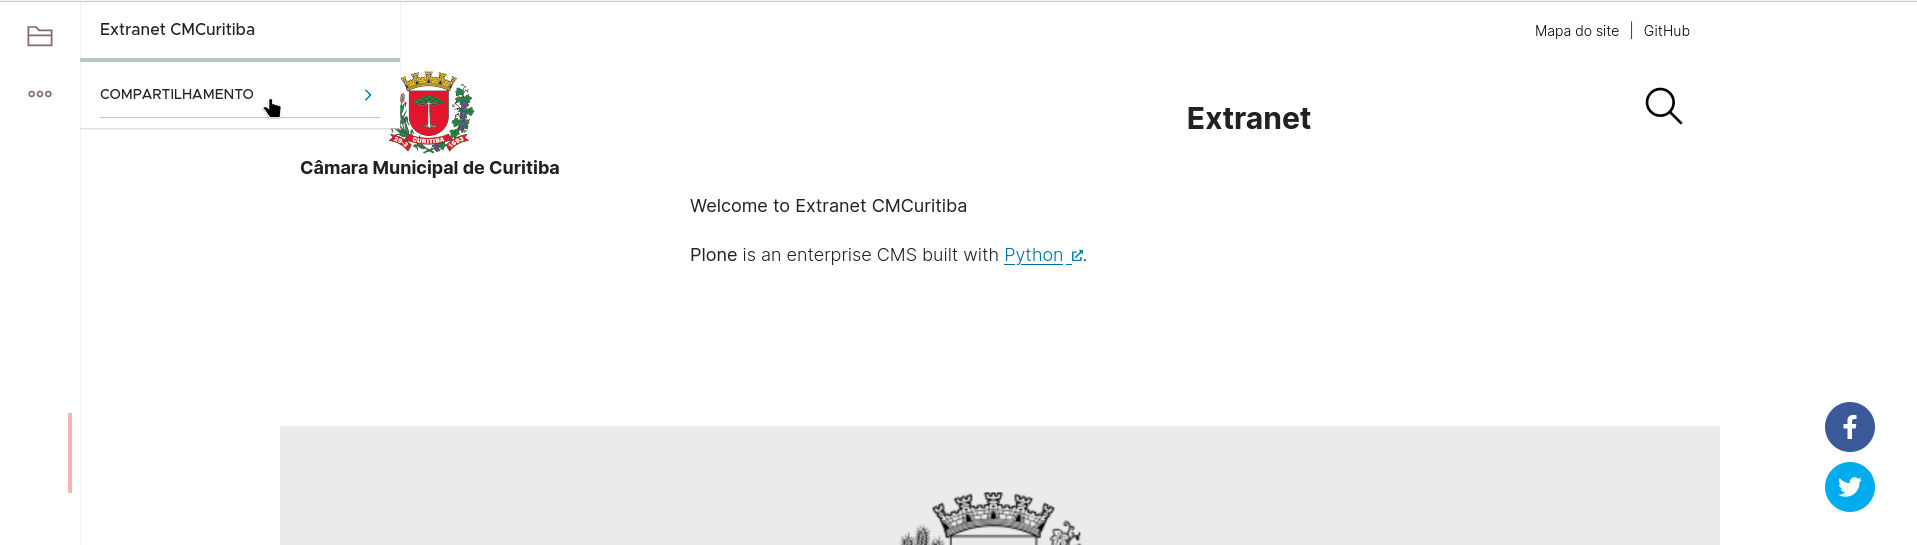 Extranet CMCuritiba
Mapa do site
GitHub
COMPARTILHAMENTO
CURITIBA
1693
Câmara Municipal de Curitiba
Extranet
Welcome to Extranet CMCuritiba
Plone is an enterprise CMS built with Python.